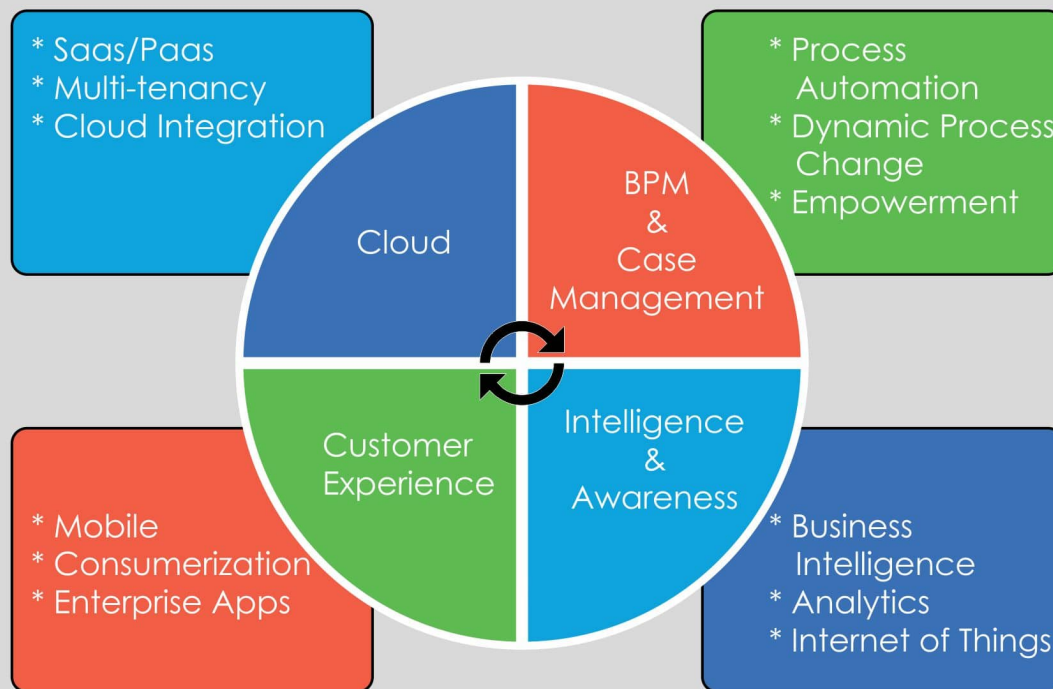 * Saas/Paas
* Multi-tenancy
* Cloud Integration
* Process
Automation
* Dynamic Process
Change
* Empowerment
Cloud
BPM
&
Case
Management
Customer
Experience
Intelligence
&
Awareness
* Mobile
* Consumerization
* Enterprise Apps
* Business
Intelligence
* Analytics
* Internet of Things